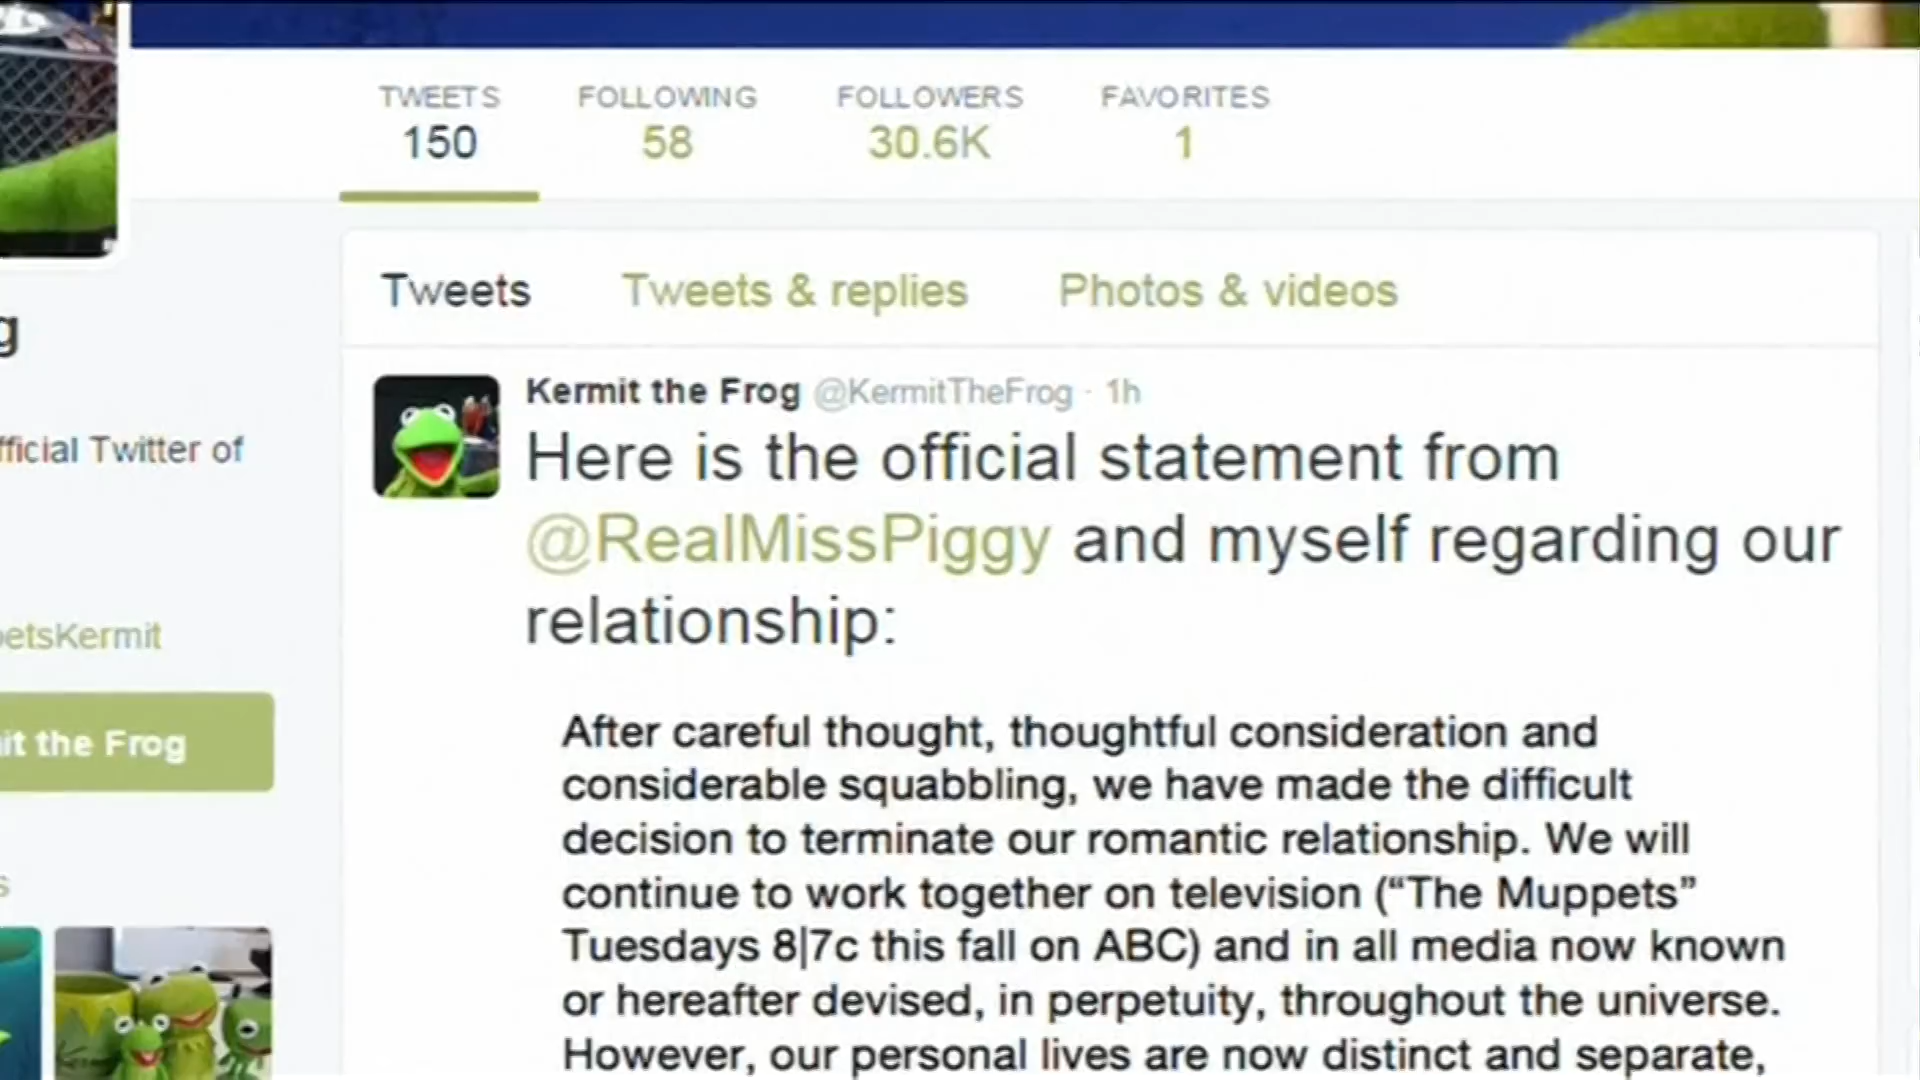 TWEETS FOLLOWING FOLLOWERS FAVORITES
150 58 30.6K 1
Tweets Tweets & replies Photos & videos
g
fficial Twitter of
etsKermit
it the Frog
s
Kermit the Frog @KermitTheFrog · 1h
Here is the official statement from
@RealMissPiggy and myself regarding our
relationship:
After careful thought, thoughtful consideration and
considerable squabbling, we have made the difficult
decision to terminate our romantic relationship. We will
continue to work together on television (“The Muppets”
Tuesdays 8|7c this fall on ABC) and in all media now known
or hereafter devised, in perpetuity, throughout the universe.
However, our personal lives are now distinct and separate,